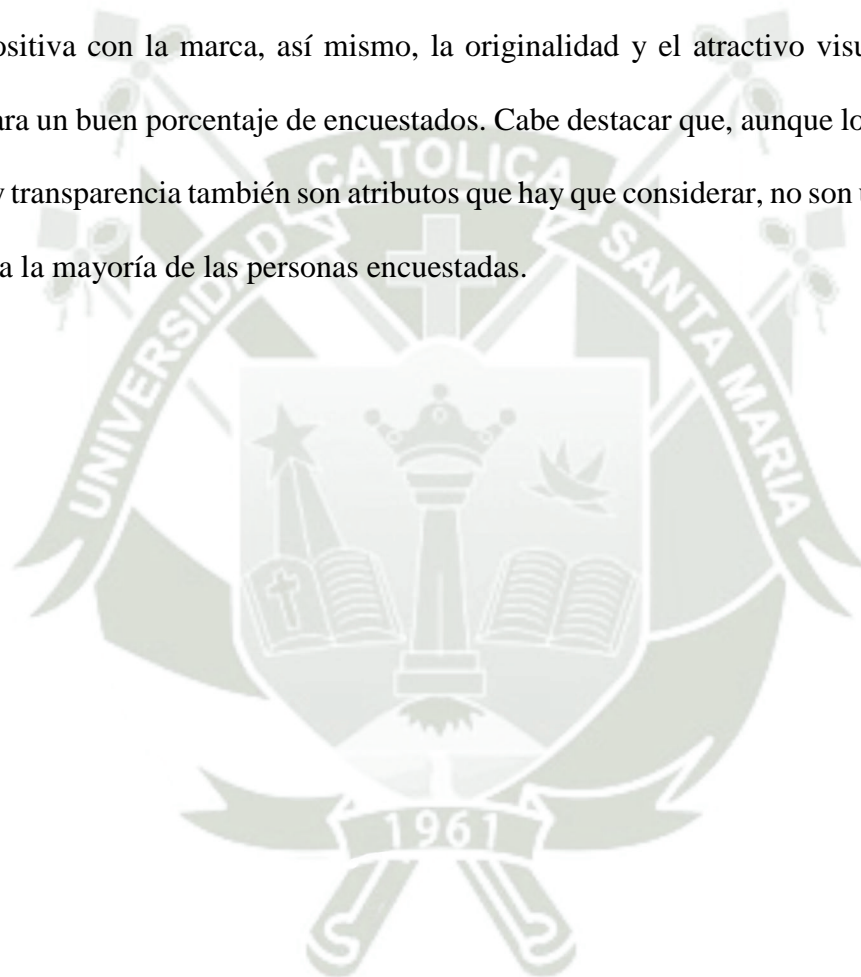 ositiva con la marca, así mismo, la originalidad y el atractivo visu
ara un buen porcentaje de encuestados. Cabe destacar que, aunque lo
y transparencia también son atributos que hay que considerar, no son
a la mayoría de las personas encuestadas.
UNIVERSIDAD CATOLICA SANTA MARIA
1961